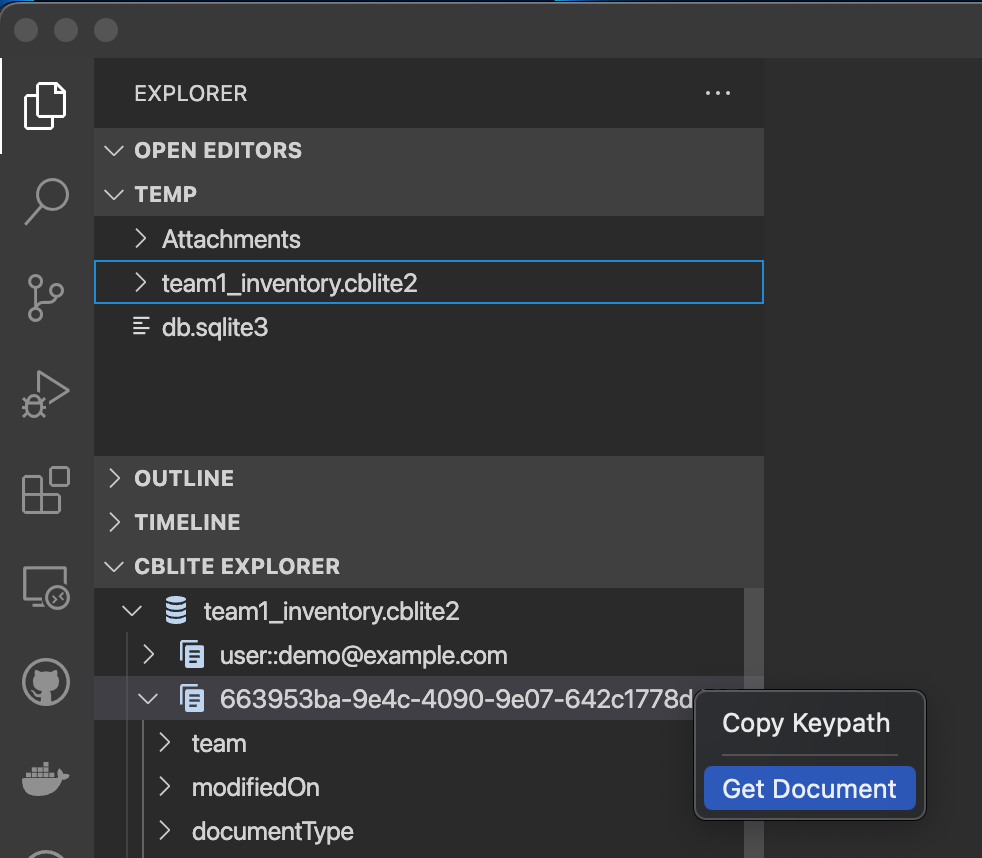 EXPLORER
OPEN EDITORS
TEMP
Attachments
team1_inventory.cblite2
db.sqlite3
OUTLINE
TIMELINE
CBLITE EXPLORER
team1_inventory.cblite2
user::demo@example.com
663953ba-9e4c-4090-9e07-642c1778d
Copy Keypath
team
Get Document
modifiedOn
documentType